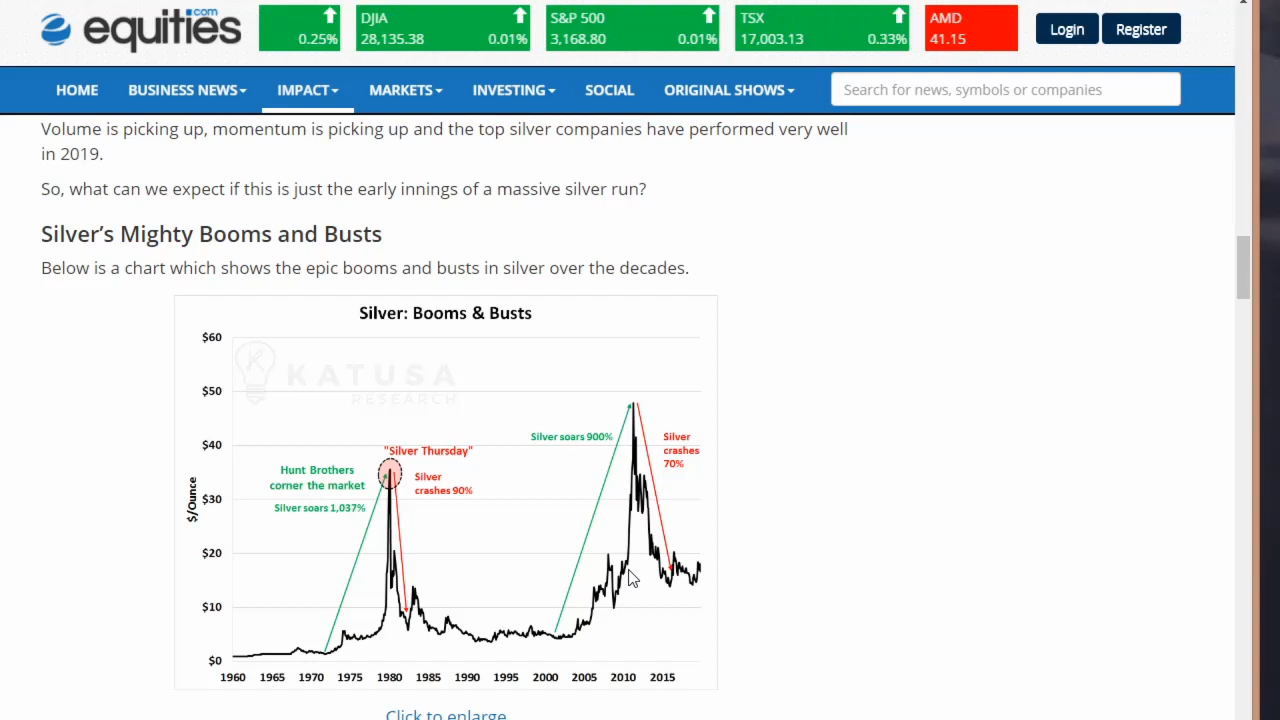 equities.com
0.25%
DJIA
28,135.38 0.01%
S&P 500
3,168.80 0.01%
TSX
17,003.13 0.33%
AMD
41.15
Login Register
HOME BUSINESS NEWS IMPACT MARKETS INVESTING SOCIAL ORIGINAL SHOWS Search for news, symbols or companies
Volume is picking up, momentum is picking up and the top silver companies have performed very well
in 2019.
So, what can we expect if this is just the early innings of a massive silver run?
Silver’s Mighty Booms and Busts
Below is a chart which shows the epic booms and busts in silver over the decades.
Silver: Booms & Busts
KATUSA
RESEARCH
$/Ounce
$60
$50
$40
$30
$20
$10
$0
Hunt Brothers
corner the market
Silver soars 1,037%
"Silver Thursday"
Silver
crashes 90%
Silver soars 900%
Silver
crashes
70%
1960 1965 1970 1975 1980 1985 1990 1995 2000 2005 2010 2015
Click to enlarge